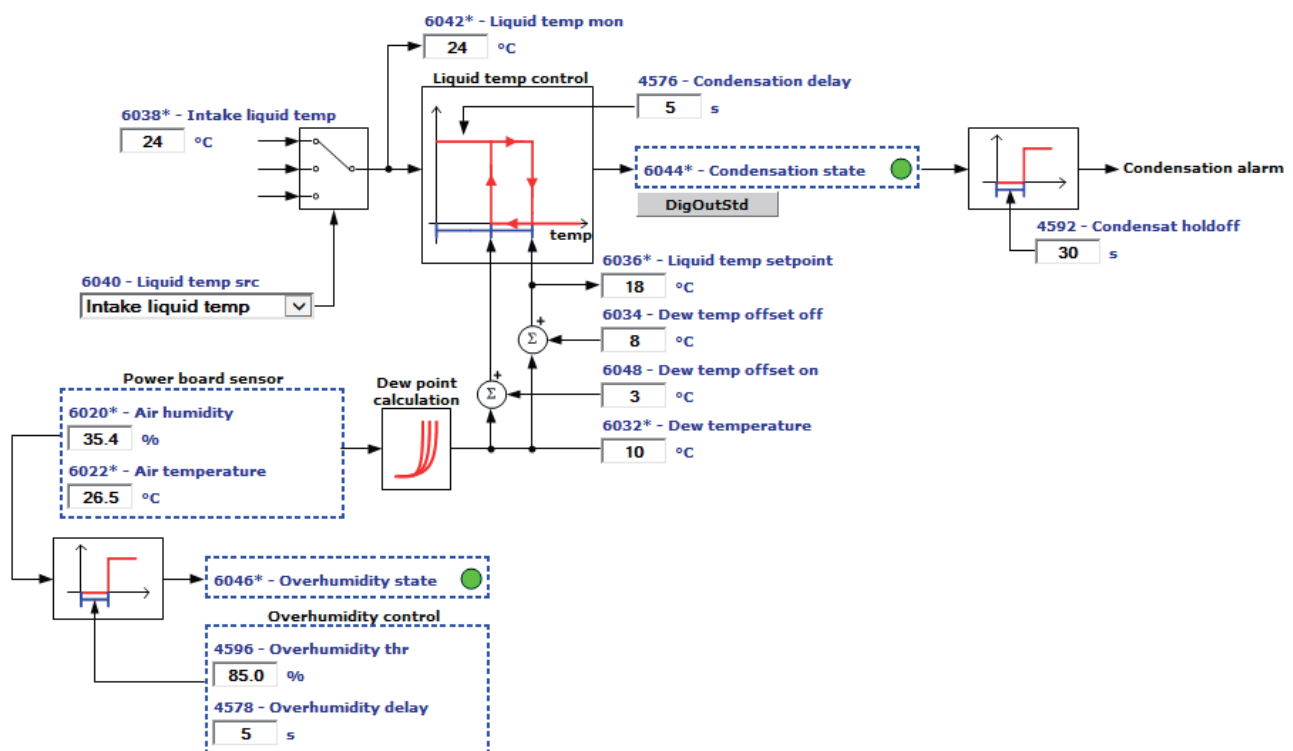 6042* - Liquid temp mon
24 °C
Liquid temp control
4576 - Condensation delay
5 s
6038* - Intake liquid temp
24 °C
6044* - Condensation state
DigOutStd
Condensation alarm
temp
4592 - Condensat holdoff
30 s
6040 - Liquid temp src
Intake liquid temp
6036* - Liquid temp setpoint
18 °C
6034 - Dew temp offset off
8 °C
+
Σ
6048 - Dew temp offset on
3 °C
+
Σ
Power board sensor
Dew point
calculation
6020* - Air humidity
35.4 %
6032* - Dew temperature
10 °C
6022* - Air temperature
26.5 °C
6046* - Overhumidity state
Overhumidity control
4596 - Overhumidity thr
85.0 %
4578 - Overhumidity delay
5 s